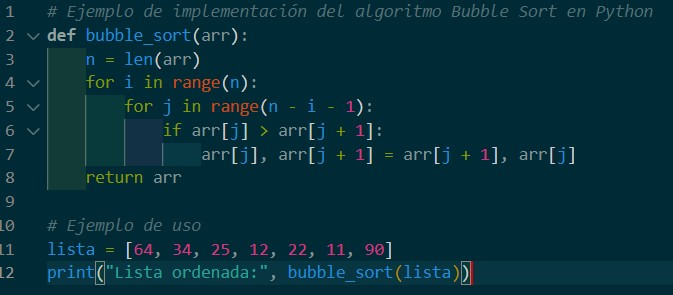 1 # Ejemplo de implementación del algoritmo Bubble Sort en Python
2 def bubble_sort(arr):
3 n = len(arr)
4 for i in range(n):
5 for j in range(n - i - 1):
6 if arr[j] > arr[j + 1]:
7 arr[j], arr[j + 1] = arr[j + 1], arr[j]
8 return arr
9
10 # Ejemplo de uso
11 lista = [64, 34, 25, 12, 22, 11, 90]
12 print("Lista ordenada:", bubble_sort(lista))